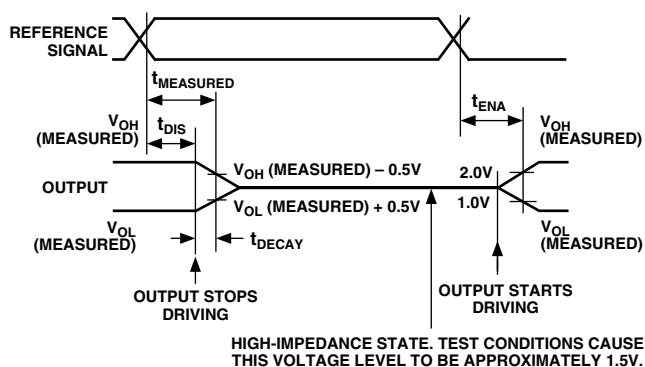 REFERENCE
SIGNAL
tMEASURED
tENA
VOH
(MEASURED)
tDIS
VOH
(MEASURED)
VOH (MEASURED) – 0.5V
2.0V
OUTPUT
VOL (MEASURED) + 0.5V
1.0V
VOL
(MEASURED)
tDECAY
VOL
(MEASURED)
OUTPUT STOPS
DRIVING
OUTPUT STARTS
DRIVING
HIGH-IMPEDANCE STATE. TEST CONDITIONS CAUSE
THIS VOLTAGE LEVEL TO BE APPROXIMATELY 1.5V.